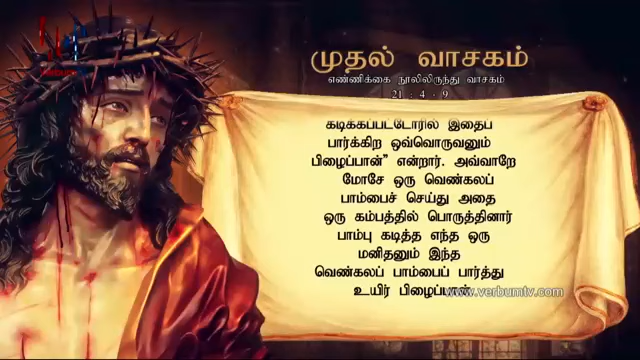 முதல் வாசகம்
எண்ணிக்கை நூலிலிருந்து வாசகம்
21 : 4 - 9
கடிக்கப்பட்டோரில் இதைப்
பார்க்கிற ஒவ்வொருவனும்
பிழைப்பான்” என்றார். அவ்வாறே
மோசே ஒரு வெண்கலப்
பாம்பைச் செய்து அதை
ஒரு கம்பத்தில் பொருத்தினார்
பாம்பு கடித்த எந்த ஒரு
மனிதனும் இந்த
வெண்கலப் பாம்பைப் பார்த்து
உயிர் பிழைப்பான்
www.verbumtv.com